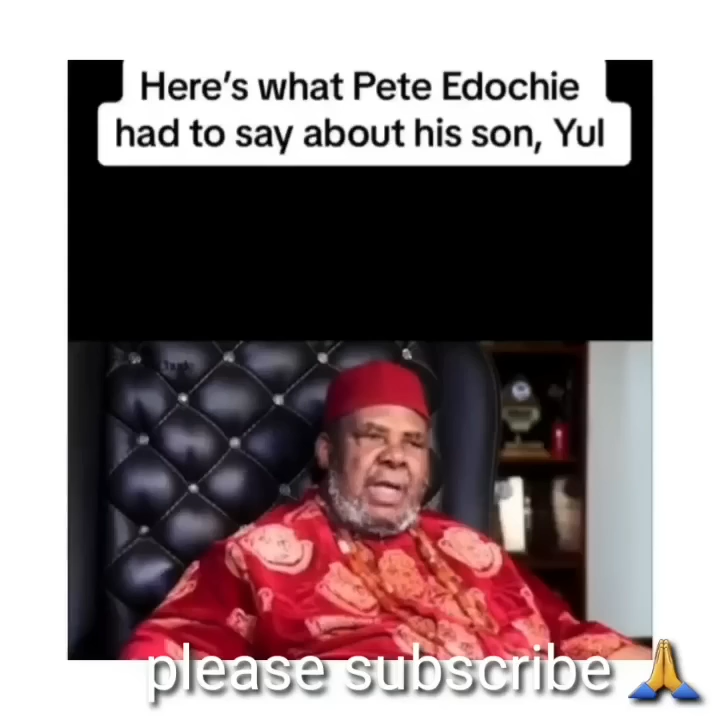 Here's what Pete Edochie
had to say about his son, Yul
please subscribe 🙏